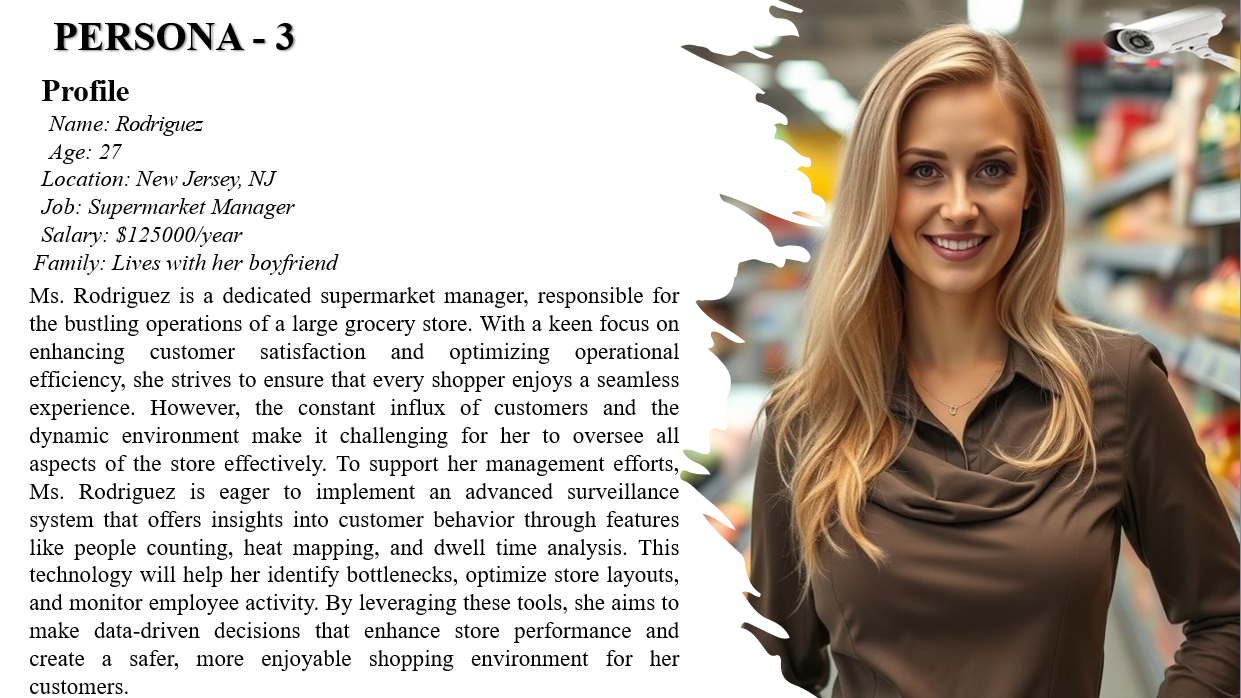 PERSONA - 3
Profile
Name: Rodriguez
Age: 27
Location: New Jersey, NJ
Job: Supermarket Manager
Salary: $125000/year
Family: Lives with her boyfriend
Ms. Rodriguez is a dedicated supermarket manager, responsible for
the bustling operations of a large grocery store. With a keen focus on
enhancing customer satisfaction and optimizing operational
efficiency, she strives to ensure that every shopper enjoys a seamless
experience. However, the constant influx of customers and the
dynamic environment make it challenging for her to oversee all
aspects of the store effectively. To support her management efforts,
Ms. Rodriguez is eager to implement an advanced surveillance
system that offers insights into customer behavior through features
like people counting, heat mapping, and dwell time analysis. This
technology will help her identify bottlenecks, optimize store layouts,
and monitor employee activity. By leveraging these tools, she aims to
make data-driven decisions that enhance store performance and
create a safer, more enjoyable shopping environment for her
customers.